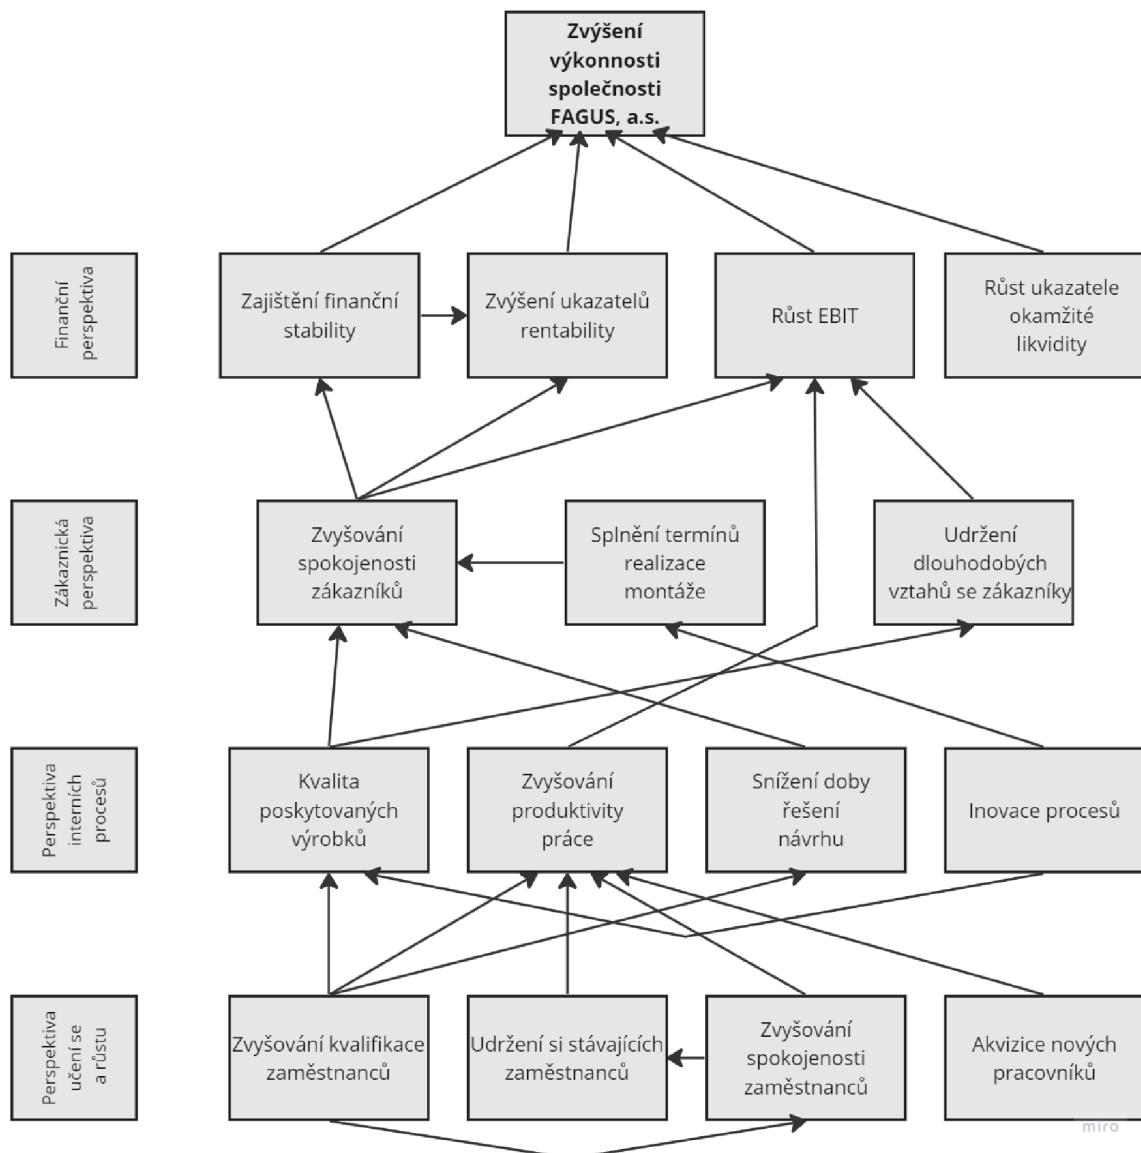 Zvýšení
výkonnosti
společnosti
FAGUS, a.s.
Finanční
perspektiva
Zajištění finanční
stability
Zvýšení ukazatelů
rentability
Růst EBIT
Růst ukazatele
okamžité
likvidity
Zákaznická
perspektiva
Zvyšování
spokojenosti
zákazníků
Splnění termínů
realizace
montáže
Udržení
dlouhodobých
vztahů se zákazníky
Perspektiva
interních
procesů
Kvalita
poskytovaných
výrobků
Zvyšování
produktivity
práce
Snížení doby
řešení
návrhu
Inovace procesů
Perspektiva
učení se
a růstu
Zvyšování kvalifikace
zaměstnanců
Udržení si stávajících
zaměstnanců
Zvyšování
spokojenosti
zaměstnanců
Akvizice nových
pracovníků
miro